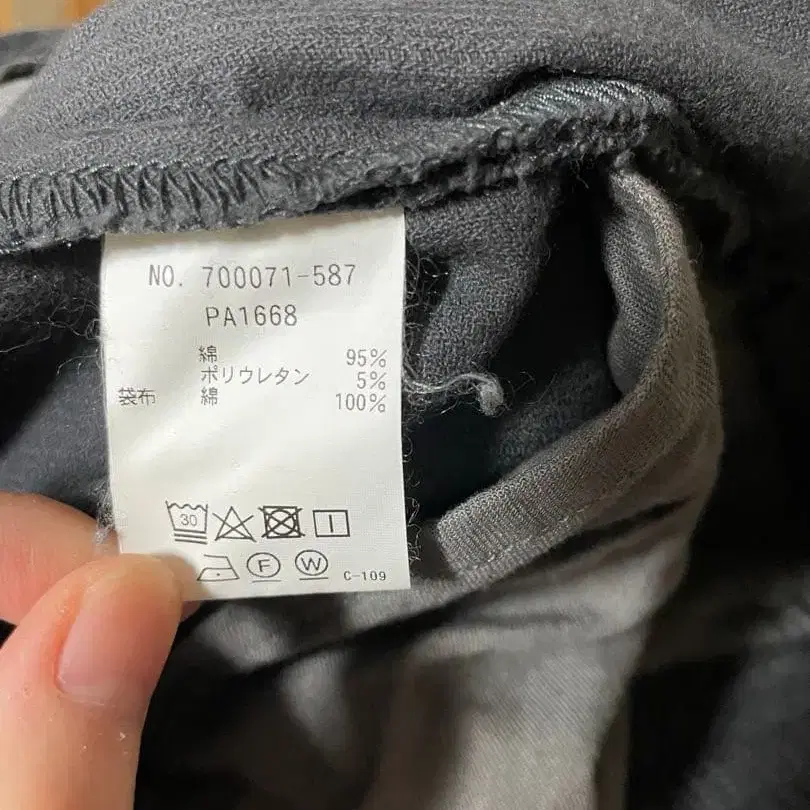 NO. 700071-587
PA1668
綿 95%
ポリウレタン 5%
袋布 綿 100%
30
F W C-109